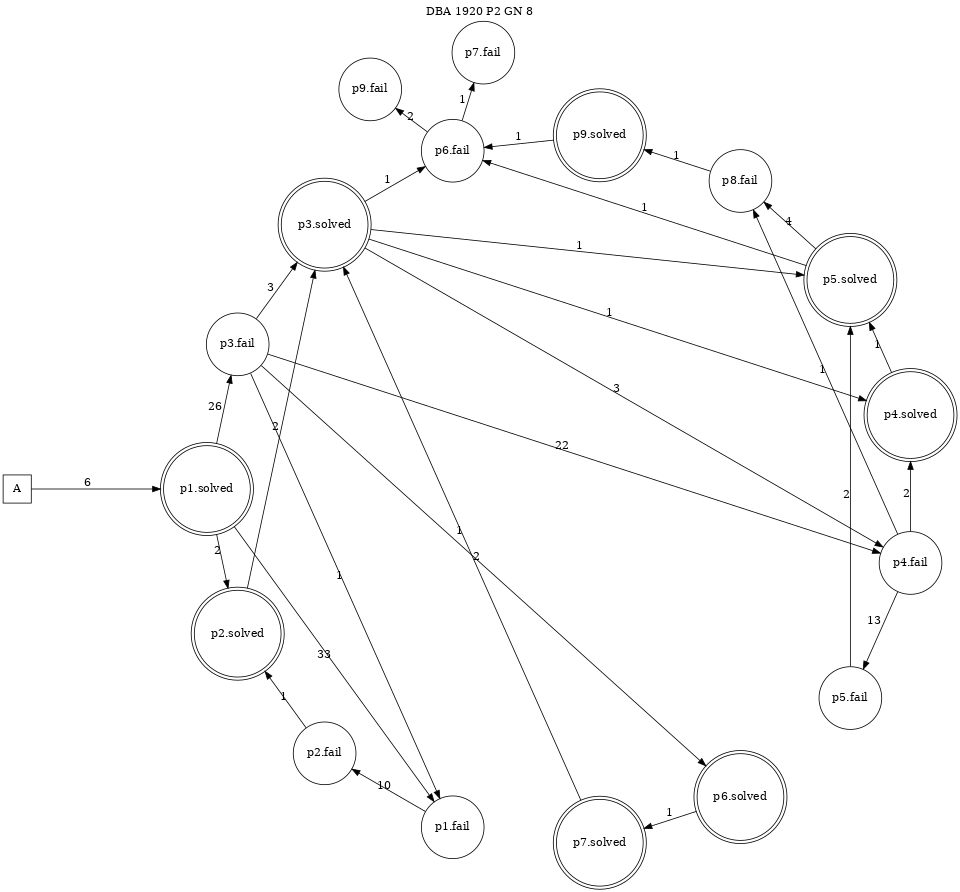 DBA 1920 P2 GN 8
p7.fail
p9.fail
1
2
p9.solved
1
p6.fail
1
p8.fail
1
p3.solved
1
4
1
p5.solved
3
1
p3.fail
1
3
1
p4.solved
26
2
22
A
6
p1.solved
2
2
1
2
2
p4.fail
1
13
p2.solved
33
1
p5.fail
p2.fail
10
p6.solved
1
p1.fail
p7.solved